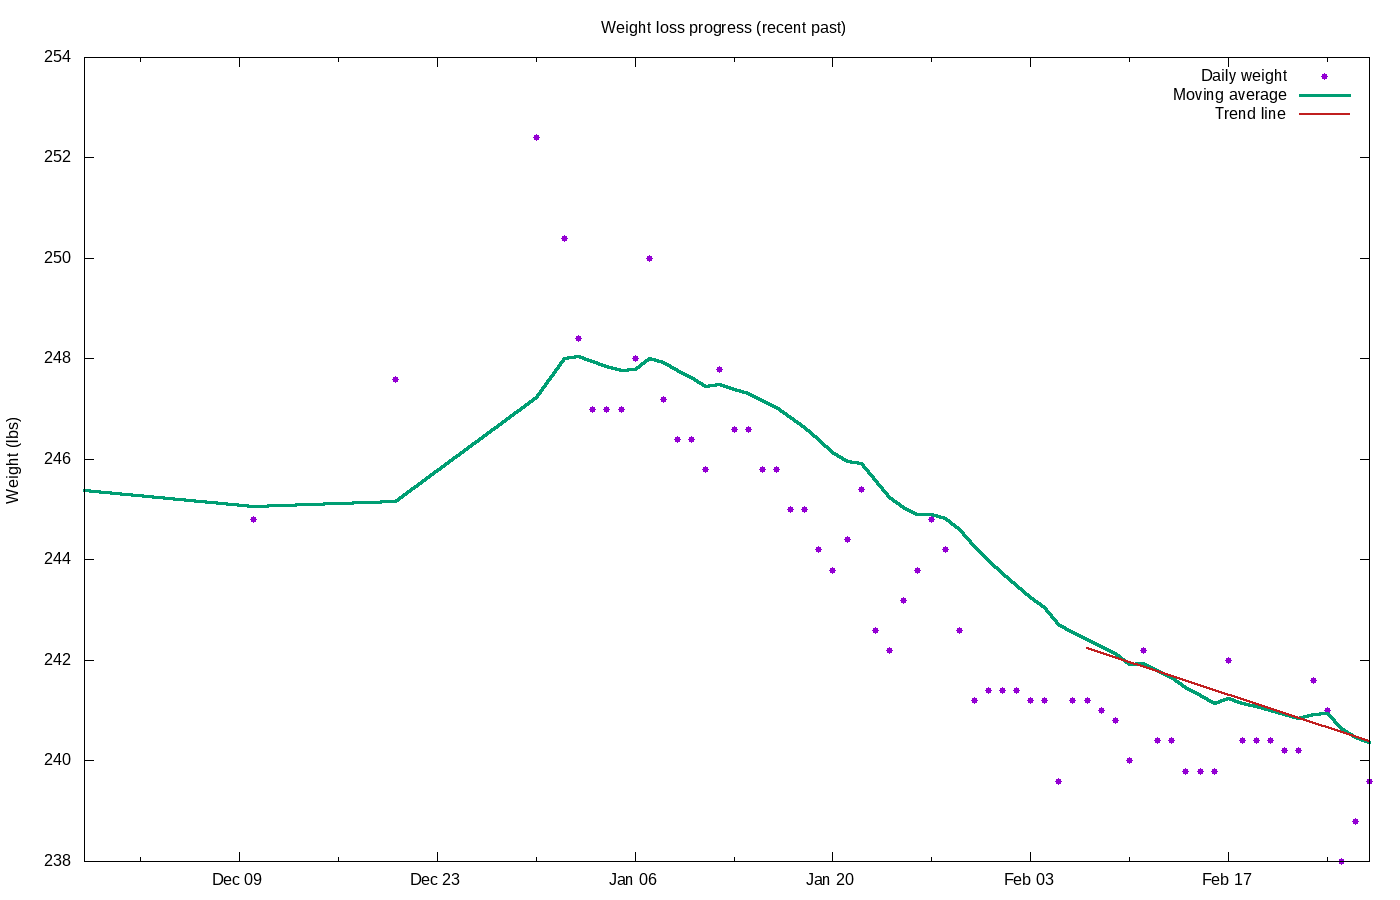 Weight loss progress (recent past)
254
252
250
248
246
244
242
240
238
Weight (lbs)
Daily weight
Moving average
Trend line
Dec 09
Dec 23
Jan 06
Jan 20
Feb 03
Feb 17